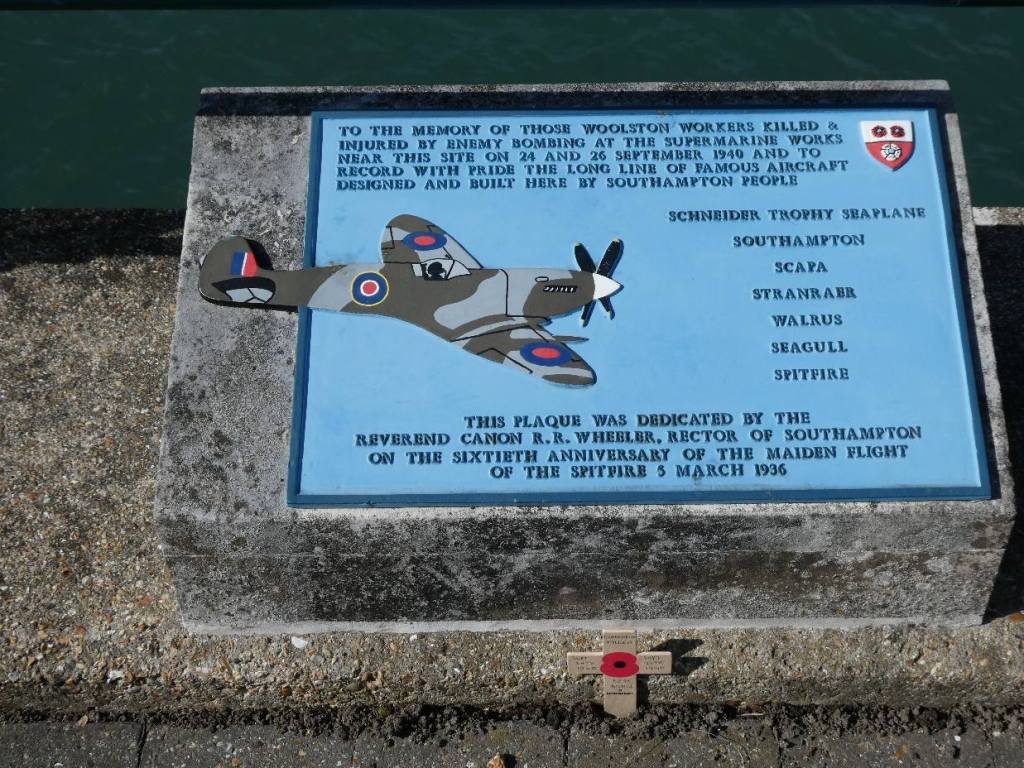 TO THE MEMORY OF THOSE WOOLSTON WORKERS KILLED &
INJURED BY ENEMY BOMBING AT THE SUPERMARINE WORKS
NEAR THIS SITE ON 24 AND 26 SEPTEMBER 1940 AND TO
RECORD WITH PRIDE THE LONG LINE OF FAMOUS AIRCRAFT
DESIGNED AND BUILT HERE BY SOUTHAMPTON PEOPLE
SCHNEIDER TROPHY SEAPLANE
SOUTHAMPTON
SCAPA
STRANRAER
WALRUS
SEAGULL
SPITFIRE
THIS PLAQUE WAS DEDICATED BY THE
REVEREND CANON R. R. WHEELER, RECTOR OF SOUTHAMPTON
ON THE SIXTIETH ANNIVERSARY OF THE MAIDEN FLIGHT
OF THE SPITFIRE 5 MARCH 1936